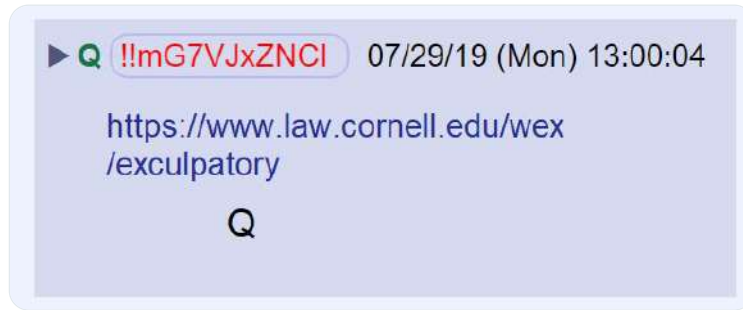 ▶ Q !!mG7VJxZNCI 07/29/19 (Mon) 13:00:04
https://www.law.cornell.edu/wex
/exculpatory
Q